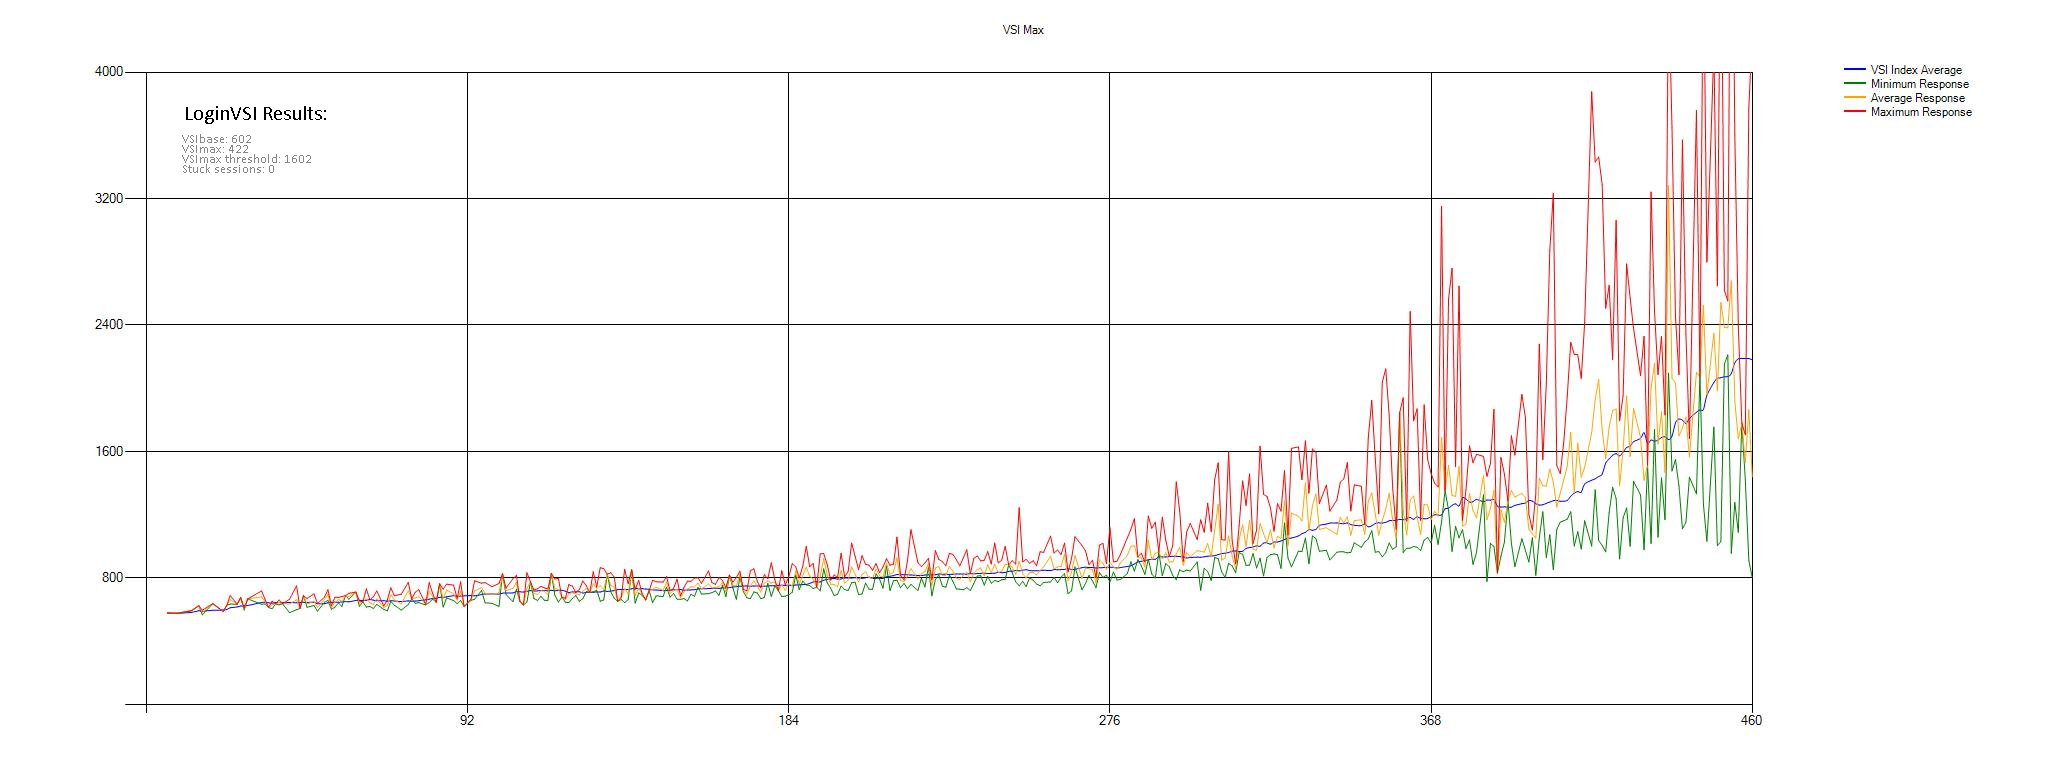 VSI Max
4000
3200
2400
1600
800
LoginVSI Results:
VSIbase: 602
VSImax: 422
VSImax threshold: 1602
Stuck sessions: 0
VSI Index Average
Minimum Response
Average Response
Maximum Response
92
184
276
368
460